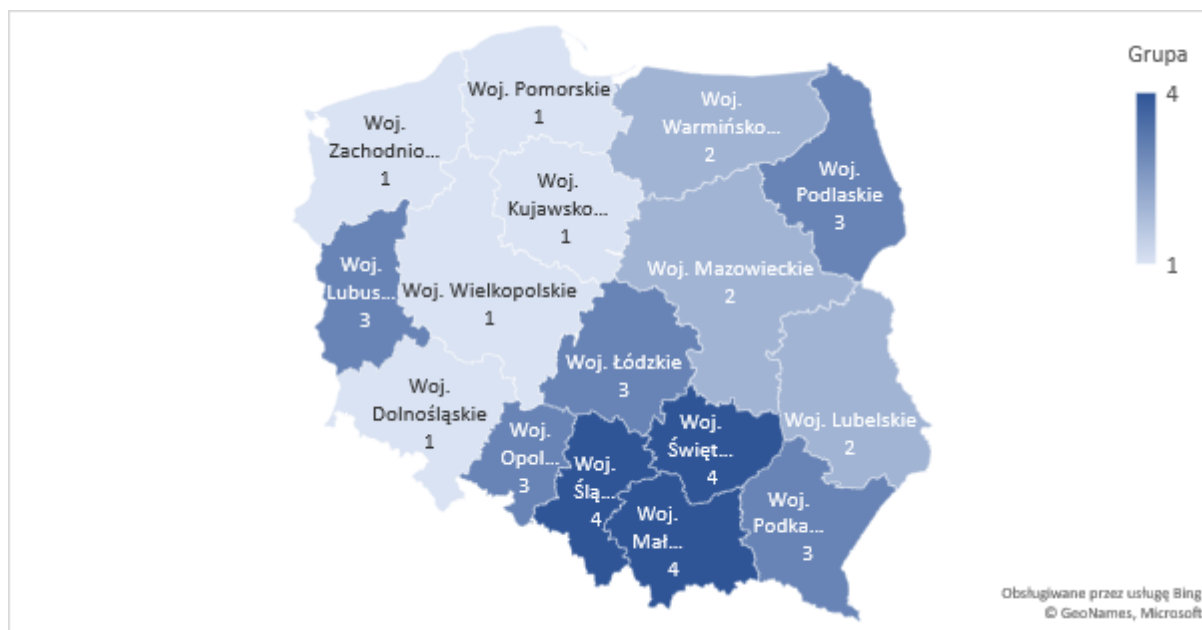 Grupa
4
1
Woj. Pomorskie
1
Woj.
Warmińsko...
2
Woj.
Zachodnio...
1
Woj.
Podlaskie
3
Woj.
Kujawsko...
1
Woj.
Lubus...
3
Woj. Wielkopolskie
1
Woj. Mazowieckie
2
Woj. Łódzkie
3
Woj.
Dolnośląskie
1
Woj. Lubelskie
2
Woj.
Opol...
3
Woj.
Ślą...
4
Woj.
Święt...
4
Woj.
Mał...
4
Woj.
Podka...
3
Obsługiwane przez usługę Bing
© GeoNames, Microsoft